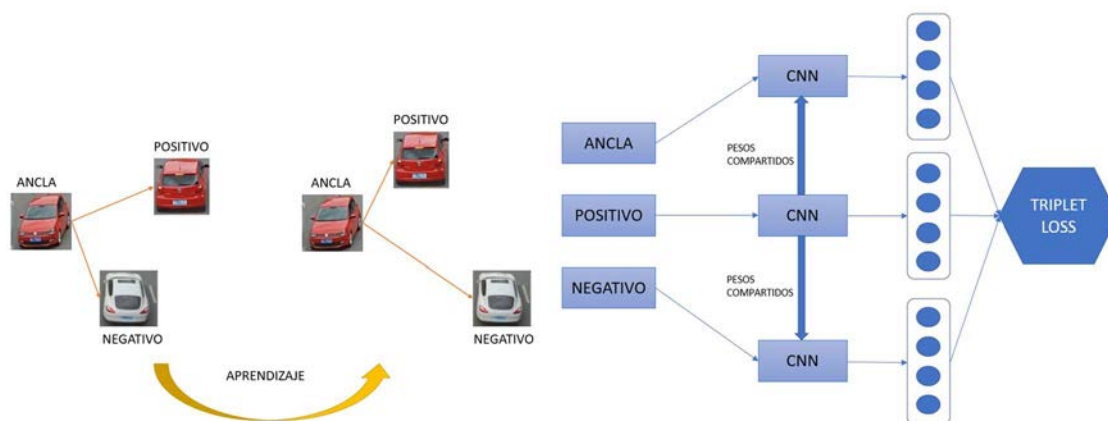 POSITIVO
ANCLA
NEGATIVO
POSITIVO
ANCLA
NEGATIVO
APRENDIZAJE
ANCLA
POSITIVO
NEGATIVO
CNN
PESOS
COMPARTIDOS
CNN
PESOS
COMPARTIDOS
CNN
TRIPLET
LOSS